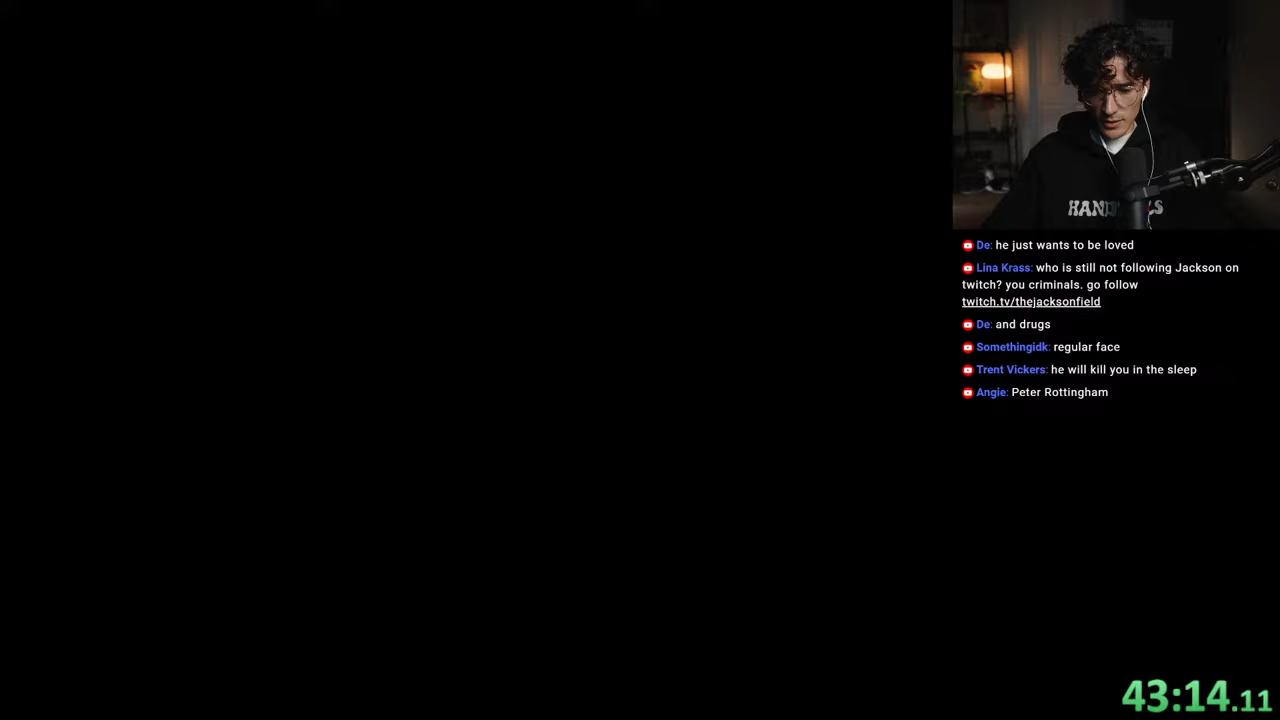 De: he just wants to be loved
Lina Krass: who is still not following Jackson on
twitch? you criminals. go follow
twitch.tv/thejacksonfield
De: and drugs
Somethingidk: regular face
Trent Vickers: he will kill you in the sleep
Angie: Peter Rottingham
43:14.11